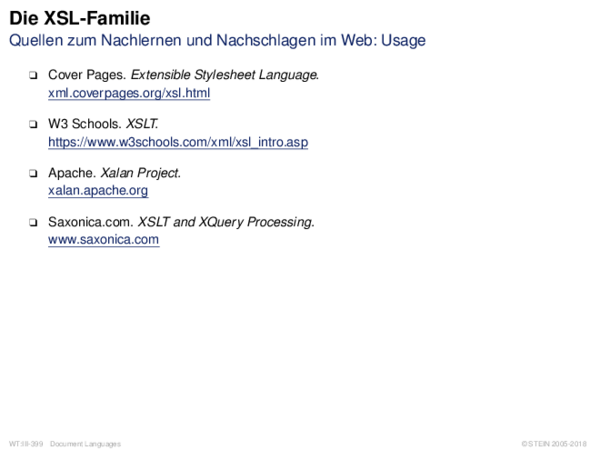 Die XSL-Familie
Quellen zum Nachlernen und Nachschlagen im Web: Usage
❑ Cover Pages. Extensible Stylesheet Language.
xml.coverpages.org/xsl.html
❑ W3 Schools. XSLT.
https://www.w3schools.com/xml/xsl_intro.asp
❑ Apache. Xalan Project.
xalan.apache.org
❑ Saxonica.com. XSLT and XQuery Processing.
www.saxonica.com
WT:III-399 Document Languages
© STEIN 2005-2018